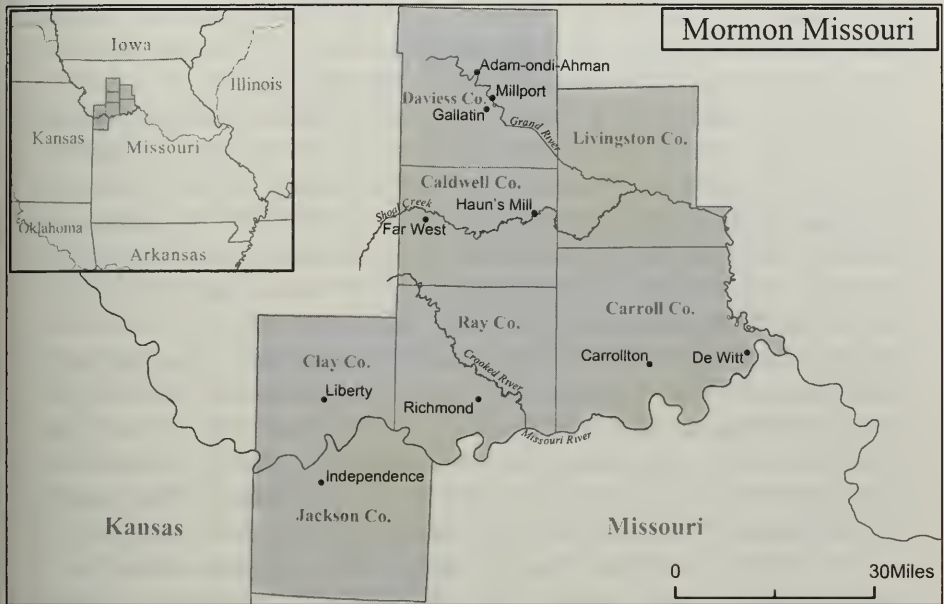 Mormon Missouri
Iowa
Illinois
Kansas
Missouri
Oklahoma
Arkansas
Adam-ondi-Ahman
Daviess Co.
Millport
Gallatin
Grand River
Livingston Co.
Caldwell Co.
Shoal Creek
Haun's Mill
Far West
Ray Co.
Carroll Co.
Clay Co.
Crooked River
Carrollton
De Witt
Liberty
Richmond
Missouri River
Independence
Jackson Co.
Kansas
Missouri
0 30Miles